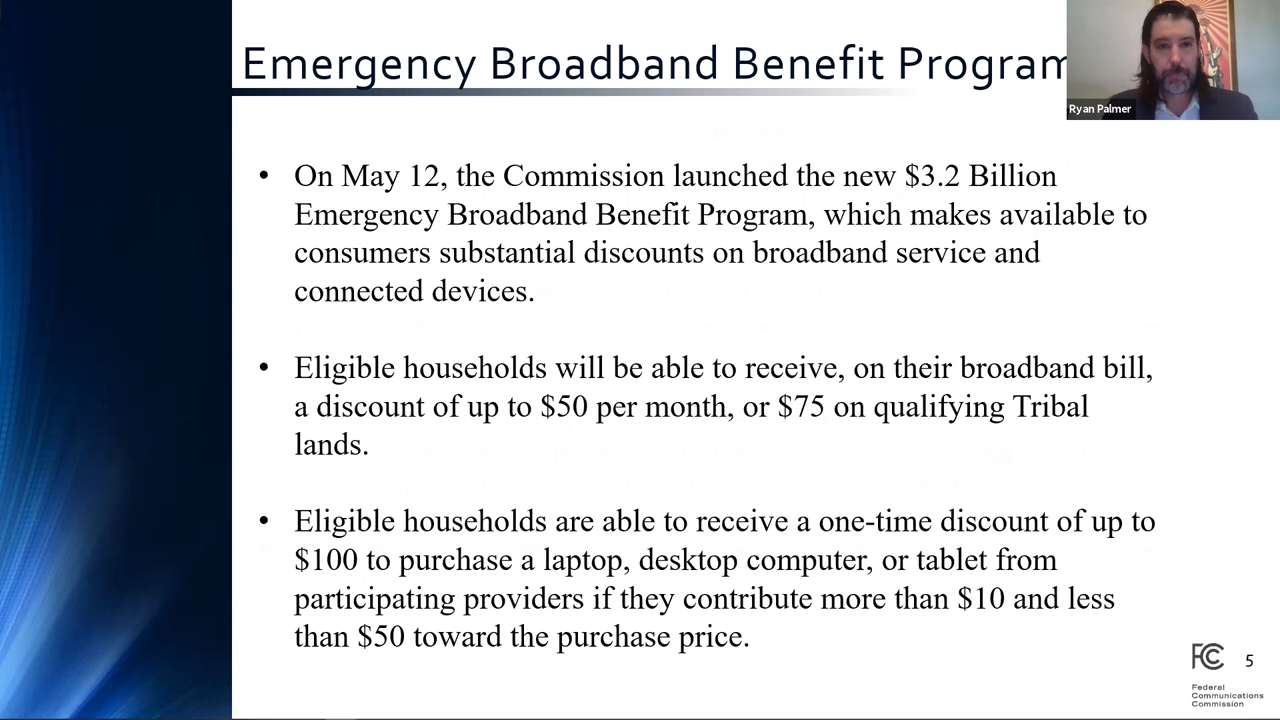 Emergency Broadband Benefit Program
Ryan Palmer
• On May 12, the Commission launched the new $3.2 Billion
Emergency Broadband Benefit Program, which makes available to
consumers substantial discounts on broadband service and
connected devices.
• Eligible households will be able to receive, on their broadband bill,
a discount of up to $50 per month, or $75 on qualifying Tribal
lands.
• Eligible households are able to receive a one-time discount of up to
$100 to purchase a laptop, desktop computer, or tablet from
participating providers if they contribute more than $10 and less
than $50 toward the purchase price.
FCC
5
Federal
Communications
Commission